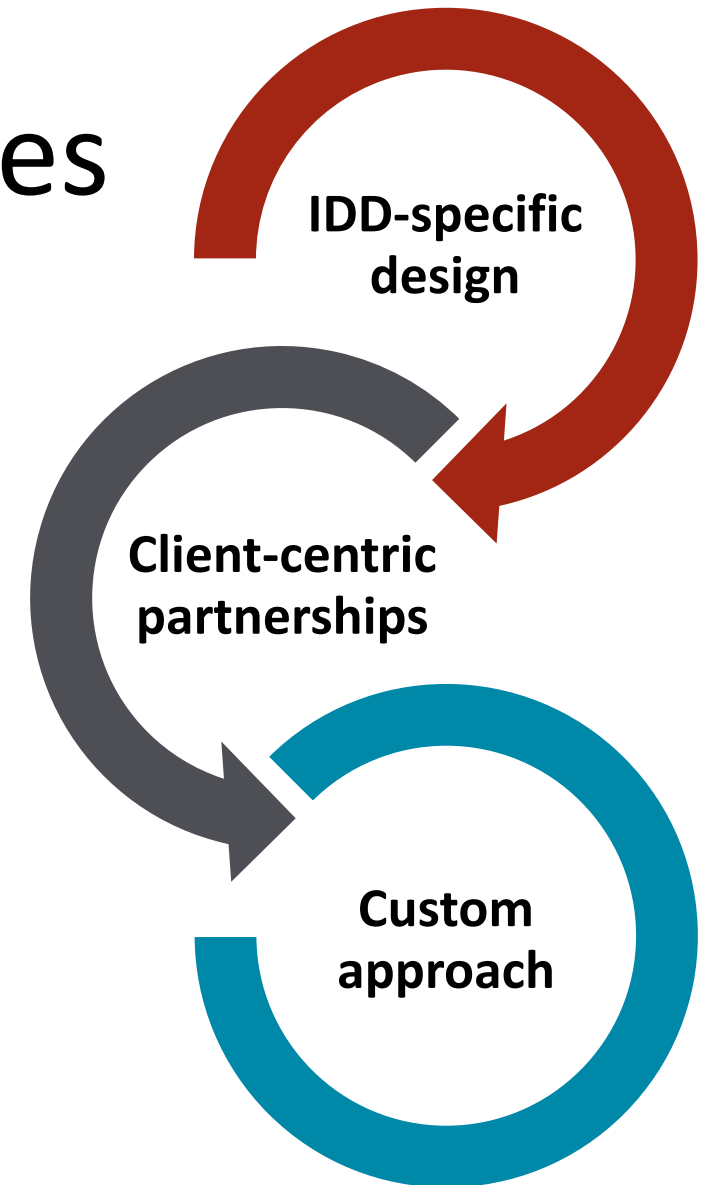 es
IDD-specific
design
Client-centric
partnerships
Custom
approach